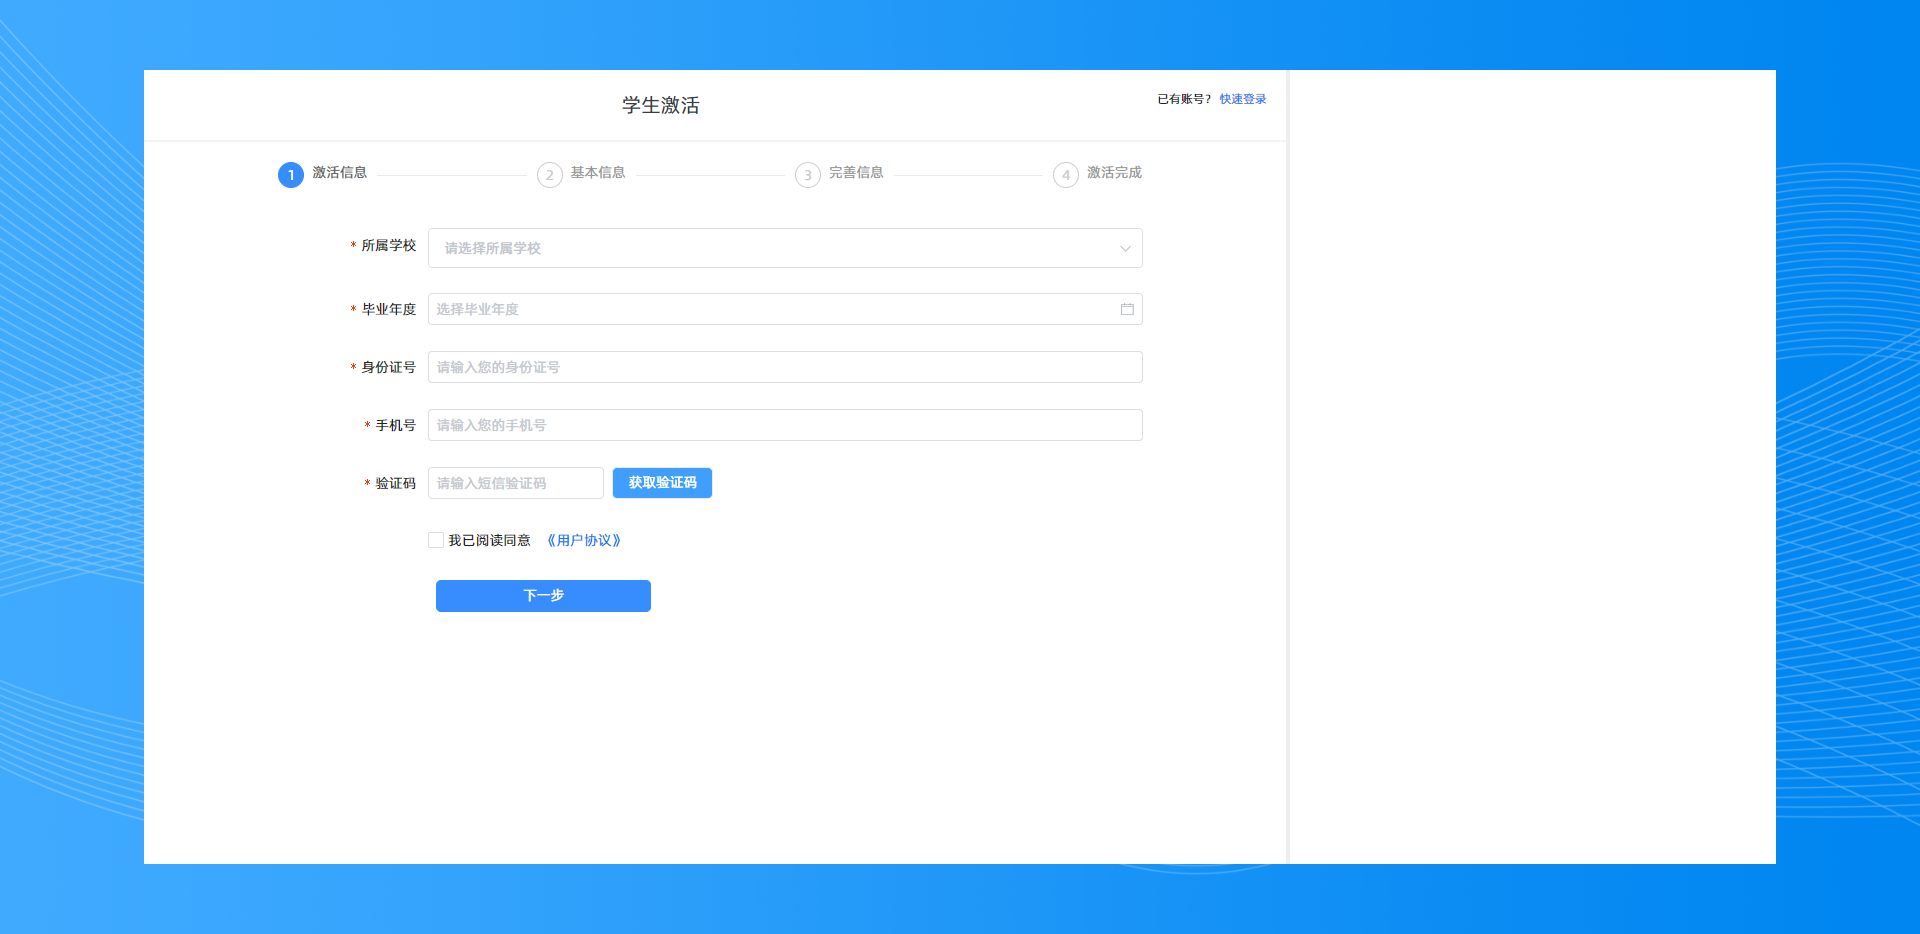 学生激活
已有账号? 快速登录
1 激活信息 2 基本信息 3 完善信息 4 激活完成
* 所属学校 请选择所属学校
* 毕业年度 选择毕业年度
* 身份证号 请输入您的身份证号
* 手机号 请输入您的手机号
* 验证码 请输入短信验证码 获取验证码
我已阅读同意 《用户协议》
下一步